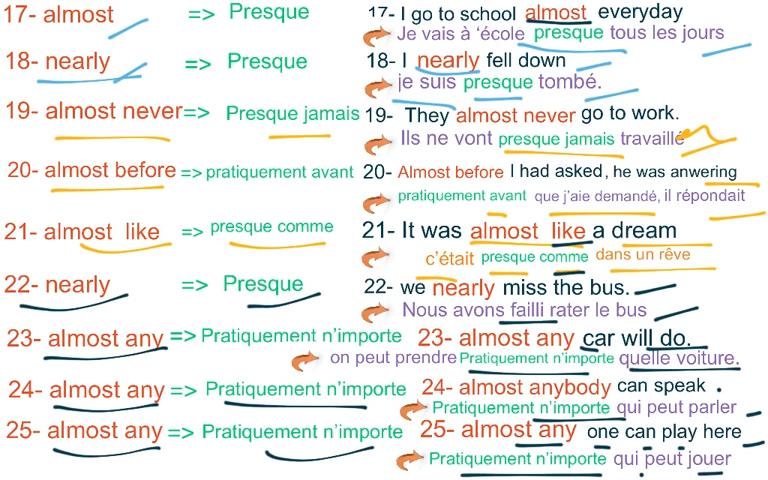 17- almost => Presque
17- I go to school almost everyday
Je vais à 'école presque tous les jours
18- nearly => Presque
18- I nearly fell down
je suis presque tombé.
19- almost never => Presque jamais
19- They almost never go to work.
Ils ne vont presque jamais travaillé
20- almost before => pratiquement avant
20- Almost before I had asked, he was anwering
pratiquement avant que j'aie demandé, il répondait
21- almost like => presque comme
21- It was almost like a dream
c'était presque comme dans un rêve
22- nearly => Presque
22- we nearly miss the bus.
Nous avons failli rater le bus
23- almost any => Pratiquement n'importe
23- almost any car will do.
on peut prendre Pratiquement n'importe quelle voiture.
24- almost any => Pratiquement n'importe
24- almost anybody can speak .
Pratiquement n'importe qui peut parler
25- almost any => Pratiquement n'importe
25- almost any one can play here
Pratiquement n'importe qui peut jouer